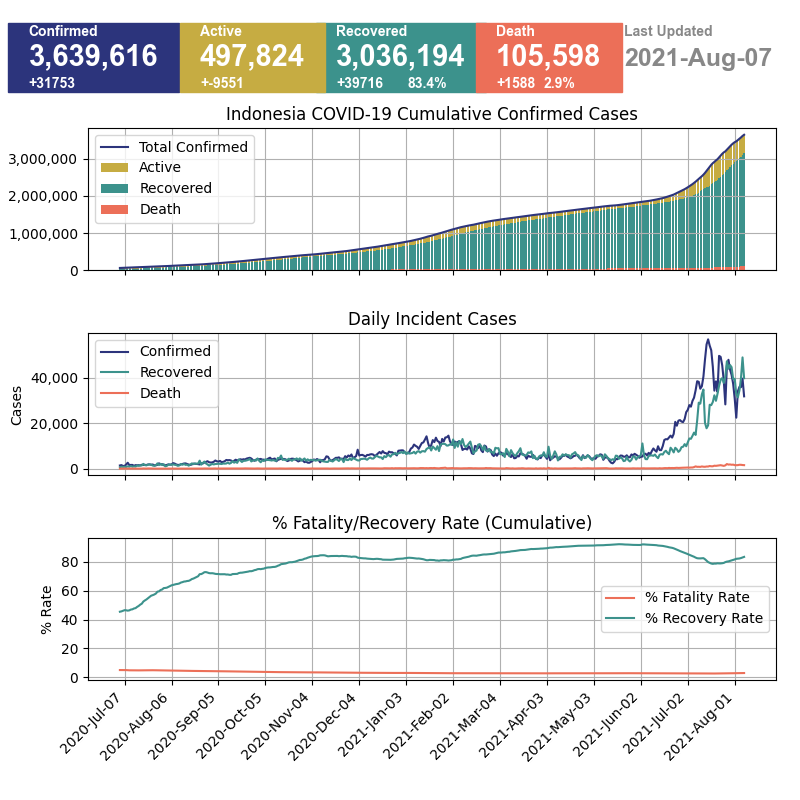 Confirmed
3,639,616
+31753
Active
497,824
+-9551
Recovered
3,036,194
+39716 83.4%
Death
105,598
+1588 2.9%
Last Updated
2021-Aug-07
Indonesia COVID-19 Cumulative Confirmed Cases
Total Confirmed
Active
Recovered
Death
3,000,000
2,000,000
1,000,000
0
Daily Incident Cases
Confirmed
Recovered
Death
Cases
40,000
20,000
0
% Fatality/Recovery Rate (Cumulative)
% Fatality Rate
% Recovery Rate
% Rate
80
60
40
20
0
2020-Jul-07
2020-Aug-06
2020-Sep-05
2020-Oct-05
2020-Nov-04
2020-Dec-04
2021-Jan-03
2021-Feb-02
2021-Mar-04
2021-Apr-03
2021-May-03
2021-Jun-02
2021-Jul-02
2021-Aug-01